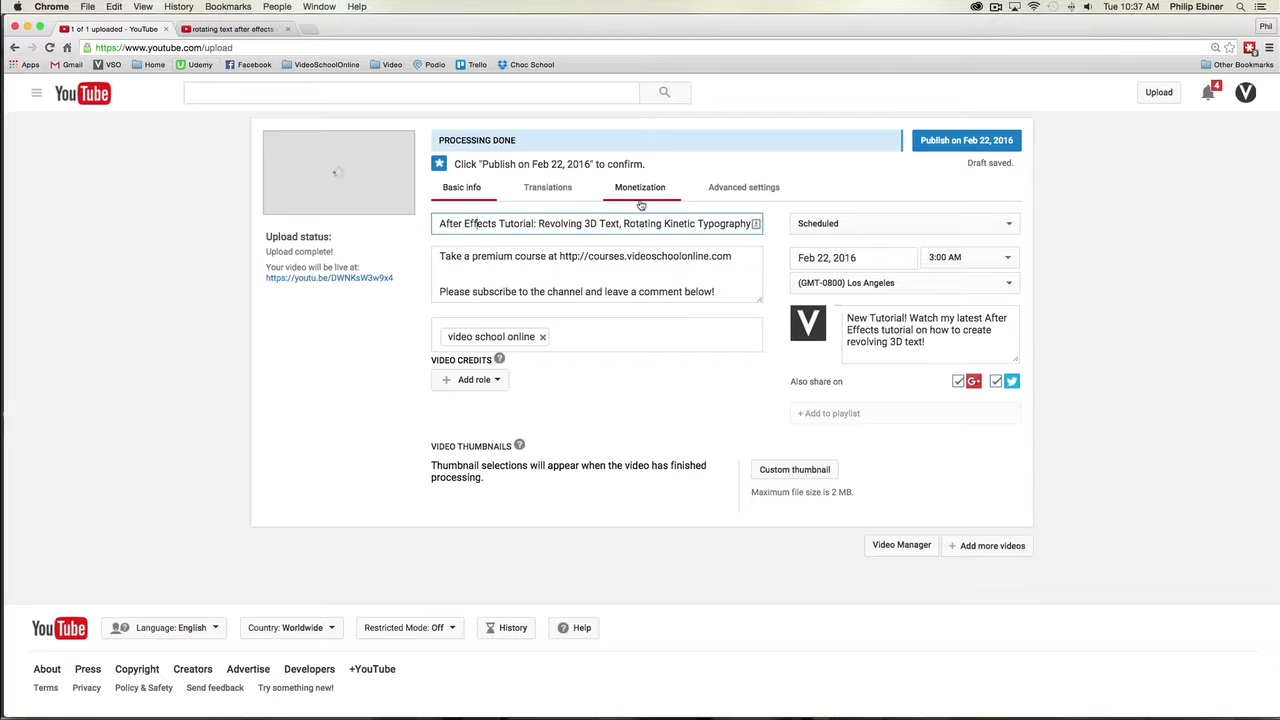 Chrome File Edit View History Bookmarks People Window Help
Tue 10:37 AM Philip Ebiner
1 of 1 uploaded - YouTube
rotating text after effects
Phil
https://www.youtube.com/upload
Apps Gmail VSO Home Udemy Facebook VideoSchoolOnline Video Podio Trello Choc School Other Bookmarks
YouTube
Upload
4
V
PROCESSING DONE
Publish on Feb 22, 2016
Click "Publish on Feb 22, 2016" to confirm.
Draft saved.
Basic info
Translations
Monetization
Advanced settings
Upload status:
Upload complete!
Your video will be live at:
https://youtu.be/DWNKsW3w9x4
After Effects Tutorial: Revolving 3D Text, Rotating Kinetic Typography
Take a premium course at http://courses.videoschoolonline.com
Please subscribe to the channel and leave a comment below!
video school online
VIDEO CREDITS
Add role
Scheduled
Feb 22, 2016
3:00 AM
(GMT-0800) Los Angeles
V
New Tutorial! Watch my latest After
Effects tutorial on how to create
revolving 3D text!
Also share on
G+
+ Add to playlist
VIDEO THUMBNAILS
Thumbnail selections will appear when the video has finished
processing.
Custom thumbnail
Maximum file size is 2 MB.
Video Manager
+ Add more videos
YouTube
Language: English
Country: Worldwide
Restricted Mode: Off
History
Help
About Press Copyright Creators Advertise Developers +YouTube
Terms Privacy Policy & Safety Send feedback Try something new!